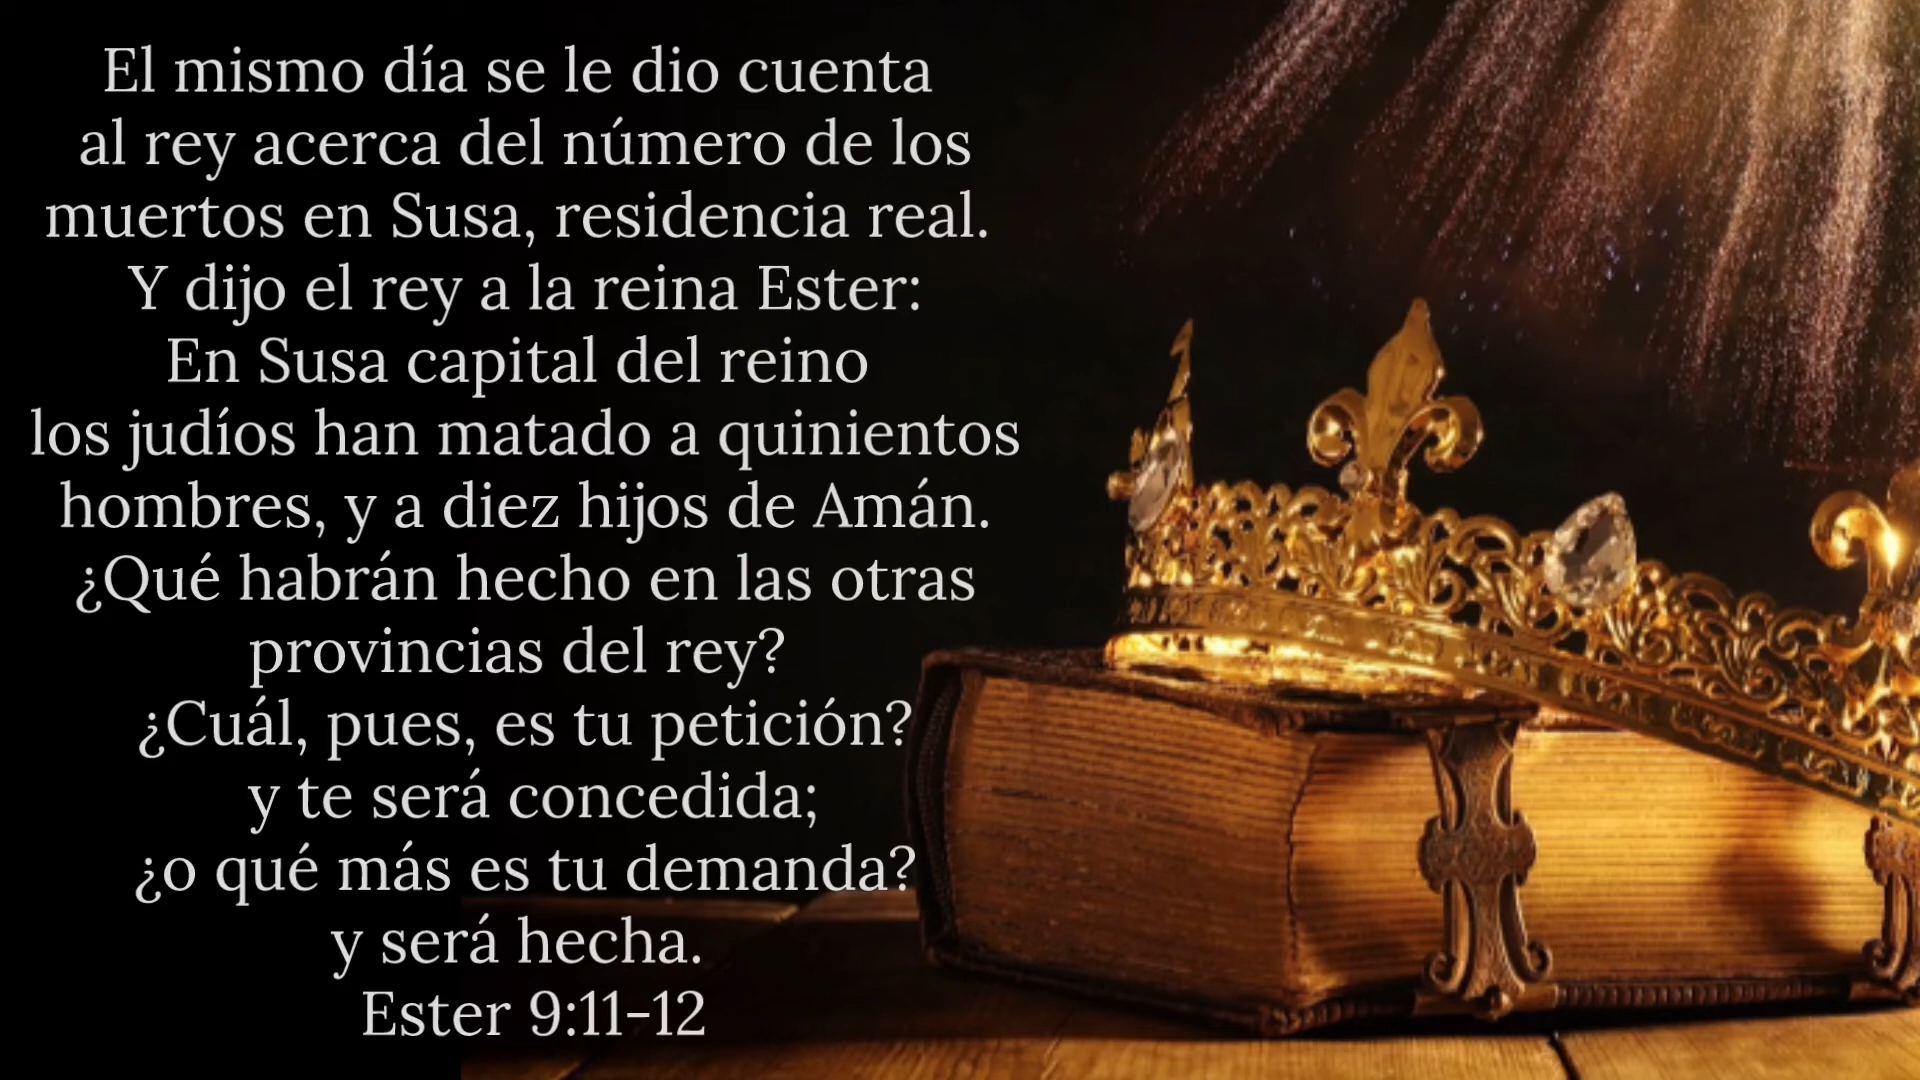 El mismo día se le dio cuenta
al rey acerca del número de los
muertos en Susa, residencia real.
Y dijo el rey a la reina Ester:
En Susa capital del reino
los judíos han matado a quinientos
hombres, y a diez hijos de Amán.
¿Qué habrán hecho en las otras
provincias del rey?
¿Cuál, pues, es tu petición?
y te será concedida;
¿o qué más es tu demanda?
y será hecha.
Ester 9:11-12